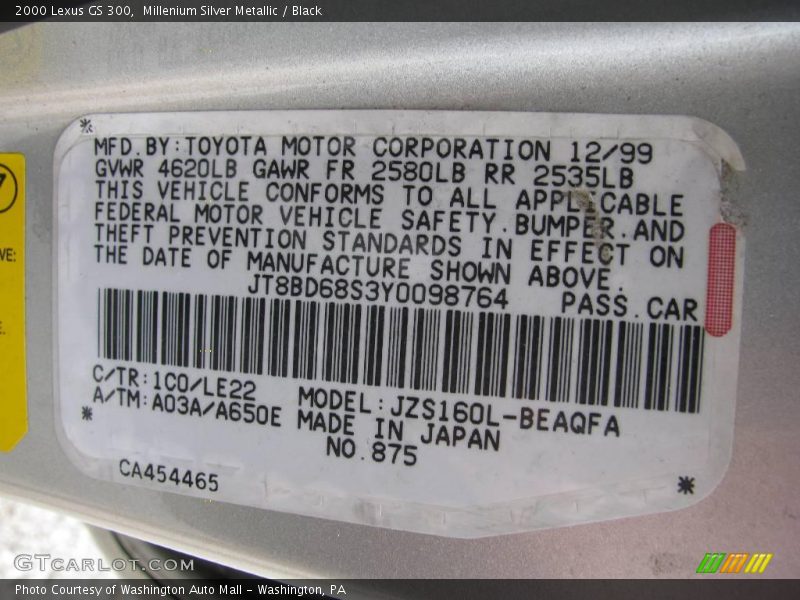 2000 Lexus GS 300, Millenium Silver Metallic / Black
MFD.BY:TOYOTA MOTOR CORPORATION 12/99
GVWR 4620LB GAWR FR 2580LB RR 2535LB
THIS VEHICLE CONFORMS TO ALL APPLICABLE
FEDERAL MOTOR VEHICLE SAFETY.BUMPER.AND
THEFT PREVENTION STANDARDS IN EFFECT ON
THE DATE OF MANUFACTURE SHOWN ABOVE.
JT8BD68S3Y0098764 PASS.CAR
C/TR:1C0/LE22 MODEL:JZS160L-BEAQFA
A/TM:A03A/A650E MADE IN JAPAN
NO.875
CA454465
GTCARLOT.COM
Photo Courtesy of Washington Auto Mall - Washington, PA